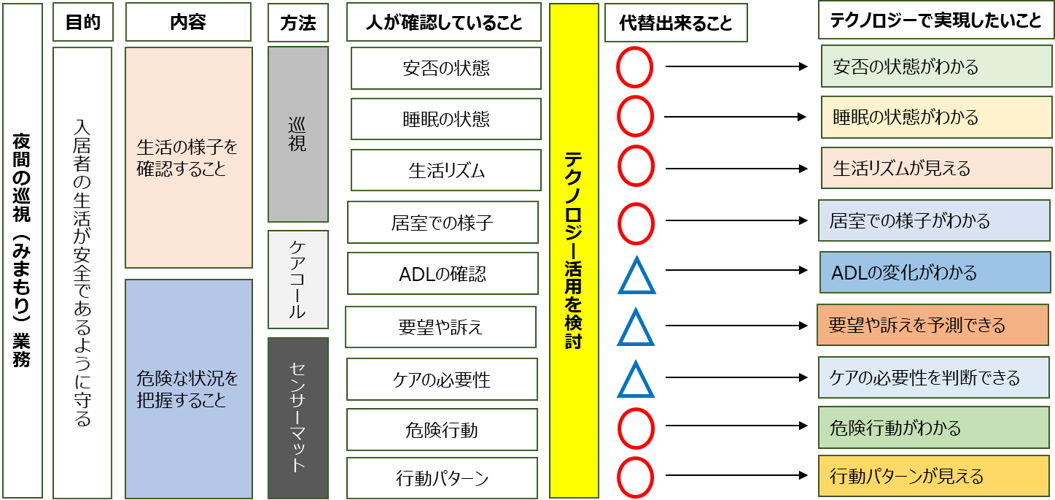 目的
内容
方法
人が確認していること
代替出来ること
テクノロジーで実現したいこと
夜間の巡視(みまもり)業務
入居者の生活が安全であるように守る
生活の様子を
確認すること
危険な状況を
把握すること
巡視
ケアコール
センサーマット
安否の状態
睡眠の状態
生活リズム
居室での様子
ADLの確認
要望や訴え
ケアの必要性
危険行動
行動パターン
テクノロジー活用を検討
安否の状態がわかる
睡眠の状態がわかる
生活リズムが見える
居室での様子がわかる
ADLの変化がわかる
要望や訴えを予測できる
ケアの必要性を判断できる
危険行動がわかる
行動パターンが見える